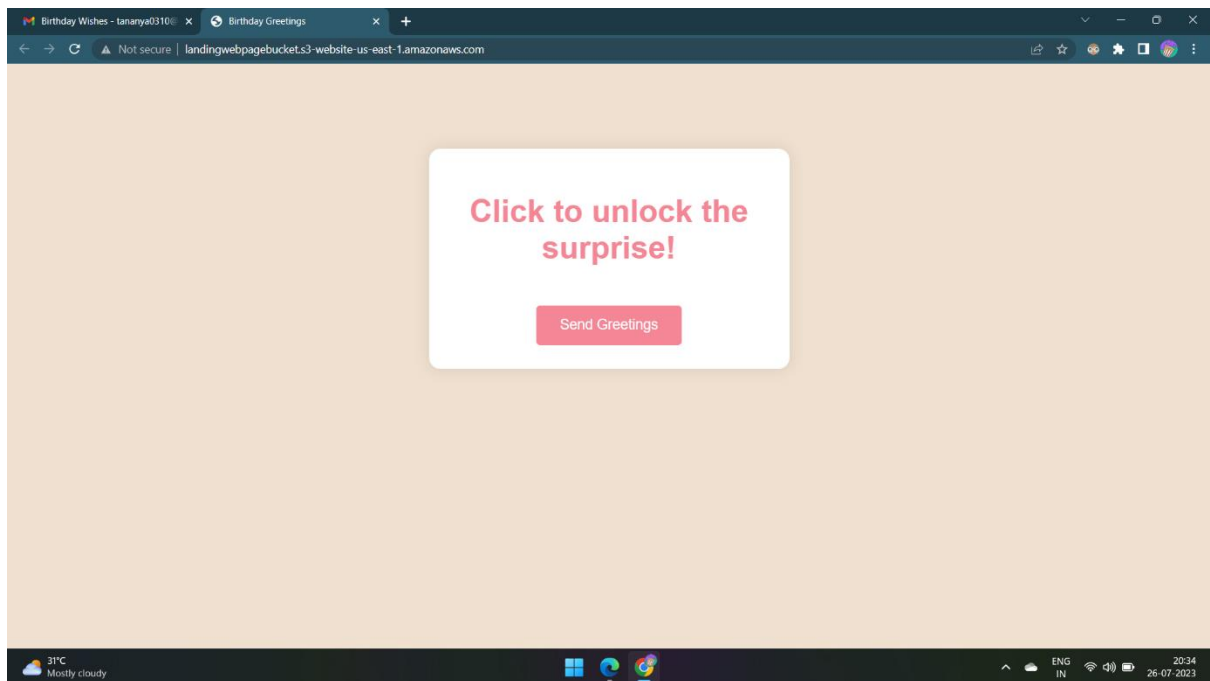 Birthday Wishes - tananya0310@
Birthday Greetings
Not secure | landingwebpagebucket.s3-website-us-east-1.amazonaws.com
Click to unlock the
surprise!
Send Greetings
31°C
Mostly cloudy
ENG
IN
20:34
26-07-2023